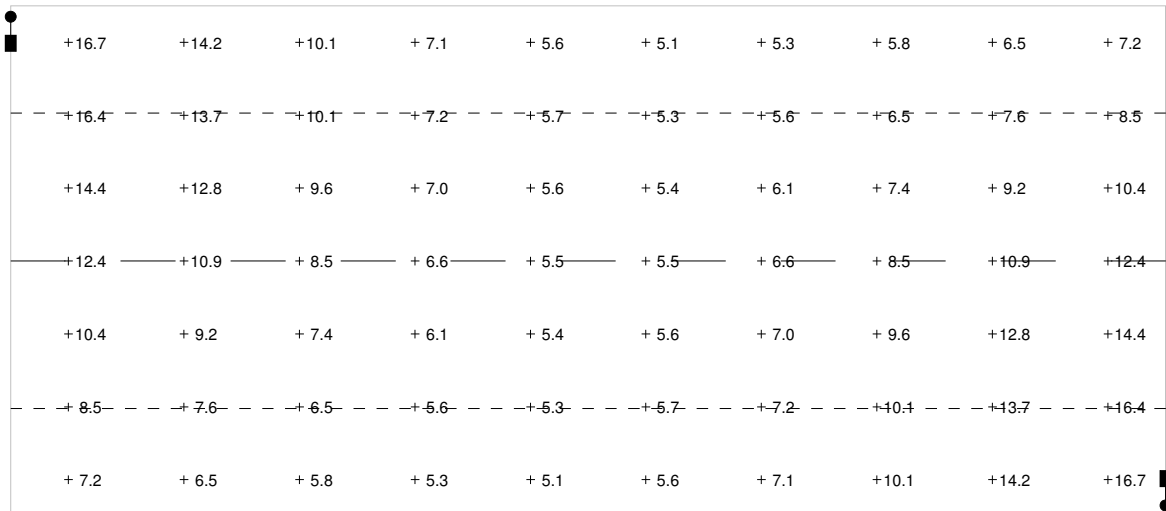 +16.7 +14.2 +10.1 + 7.1 + 5.6 + 5.1 + 5.3 + 5.8 + 6.5 + 7.2
+16.4 +13.7 +10.1 + 7.2 + 5.7 + 5.3 + 5.6 + 6.5 + 7.6 + 8.5
+14.4 +12.8 + 9.6 + 7.0 + 5.6 + 5.4 + 6.1 + 7.4 + 9.2 +10.4
+12.4 +10.9 + 8.5 + 6.6 + 5.5 + 5.5 + 6.6 + 8.5 +10.9 +12.4
+10.4 + 9.2 + 7.4 + 6.1 + 5.4 + 5.6 + 7.0 + 9.6 +12.8 +14.4
+ 8.5 + 7.6 + 6.5 + 5.6 + 5.3 + 5.7 + 7.2 +10.1 +13.7 +16.4
+ 7.2 + 6.5 + 5.8 + 5.3 + 5.1 + 5.6 + 7.1 +10.1 +14.2 +16.7